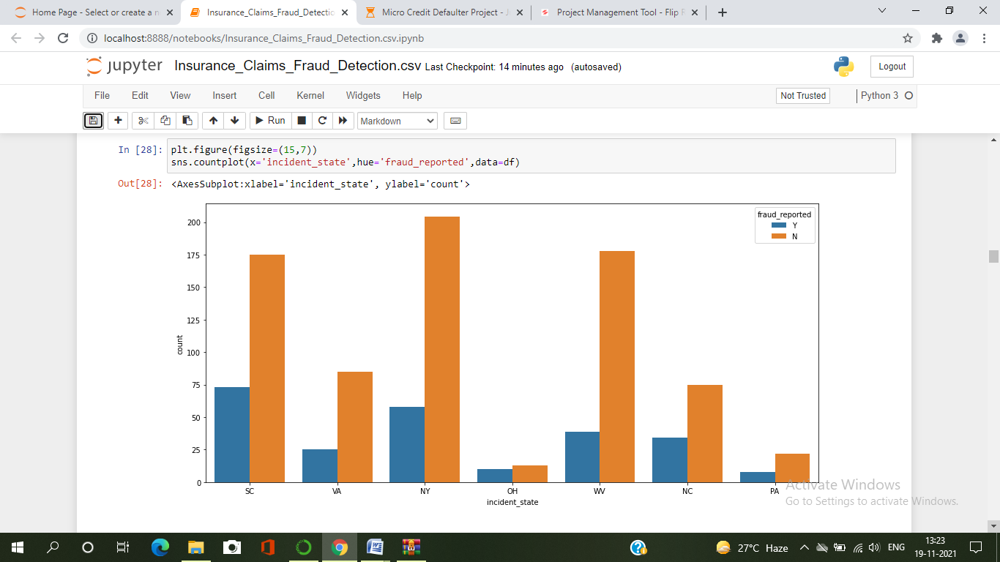 Home Page - Select or create a n
Insurance_Claims_Fraud_Detectio
Micro Credit Defaulter Project - J
Project Management Tool - Flip R
localhost:8888/notebooks/Insurance_Claims_Fraud_Detection.csv.ipynb
jupyter Insurance_Claims_Fraud_Detection.csv Last Checkpoint: 14 minutes ago (autosaved)
Logout
File Edit View Insert Cell Kernel Widgets Help
Not Trusted
Python 3
Run
Markdown
In [28]: plt.figure(figsize=(15,7))
sns.countplot(x='incident_state',hue='fraud_reported',data=df)
Out[28]: <AxesSubplot:xlabel='incident_state', ylabel='count'>
fraud_reported
Y
N
200
175
150
125
100
75
50
25
0
count
SC VA NY OH WV NC PA
incident_state
Activate Windows
Go to Settings to activate Windows.
27°C Haze
ENG
13:23
19-11-2021